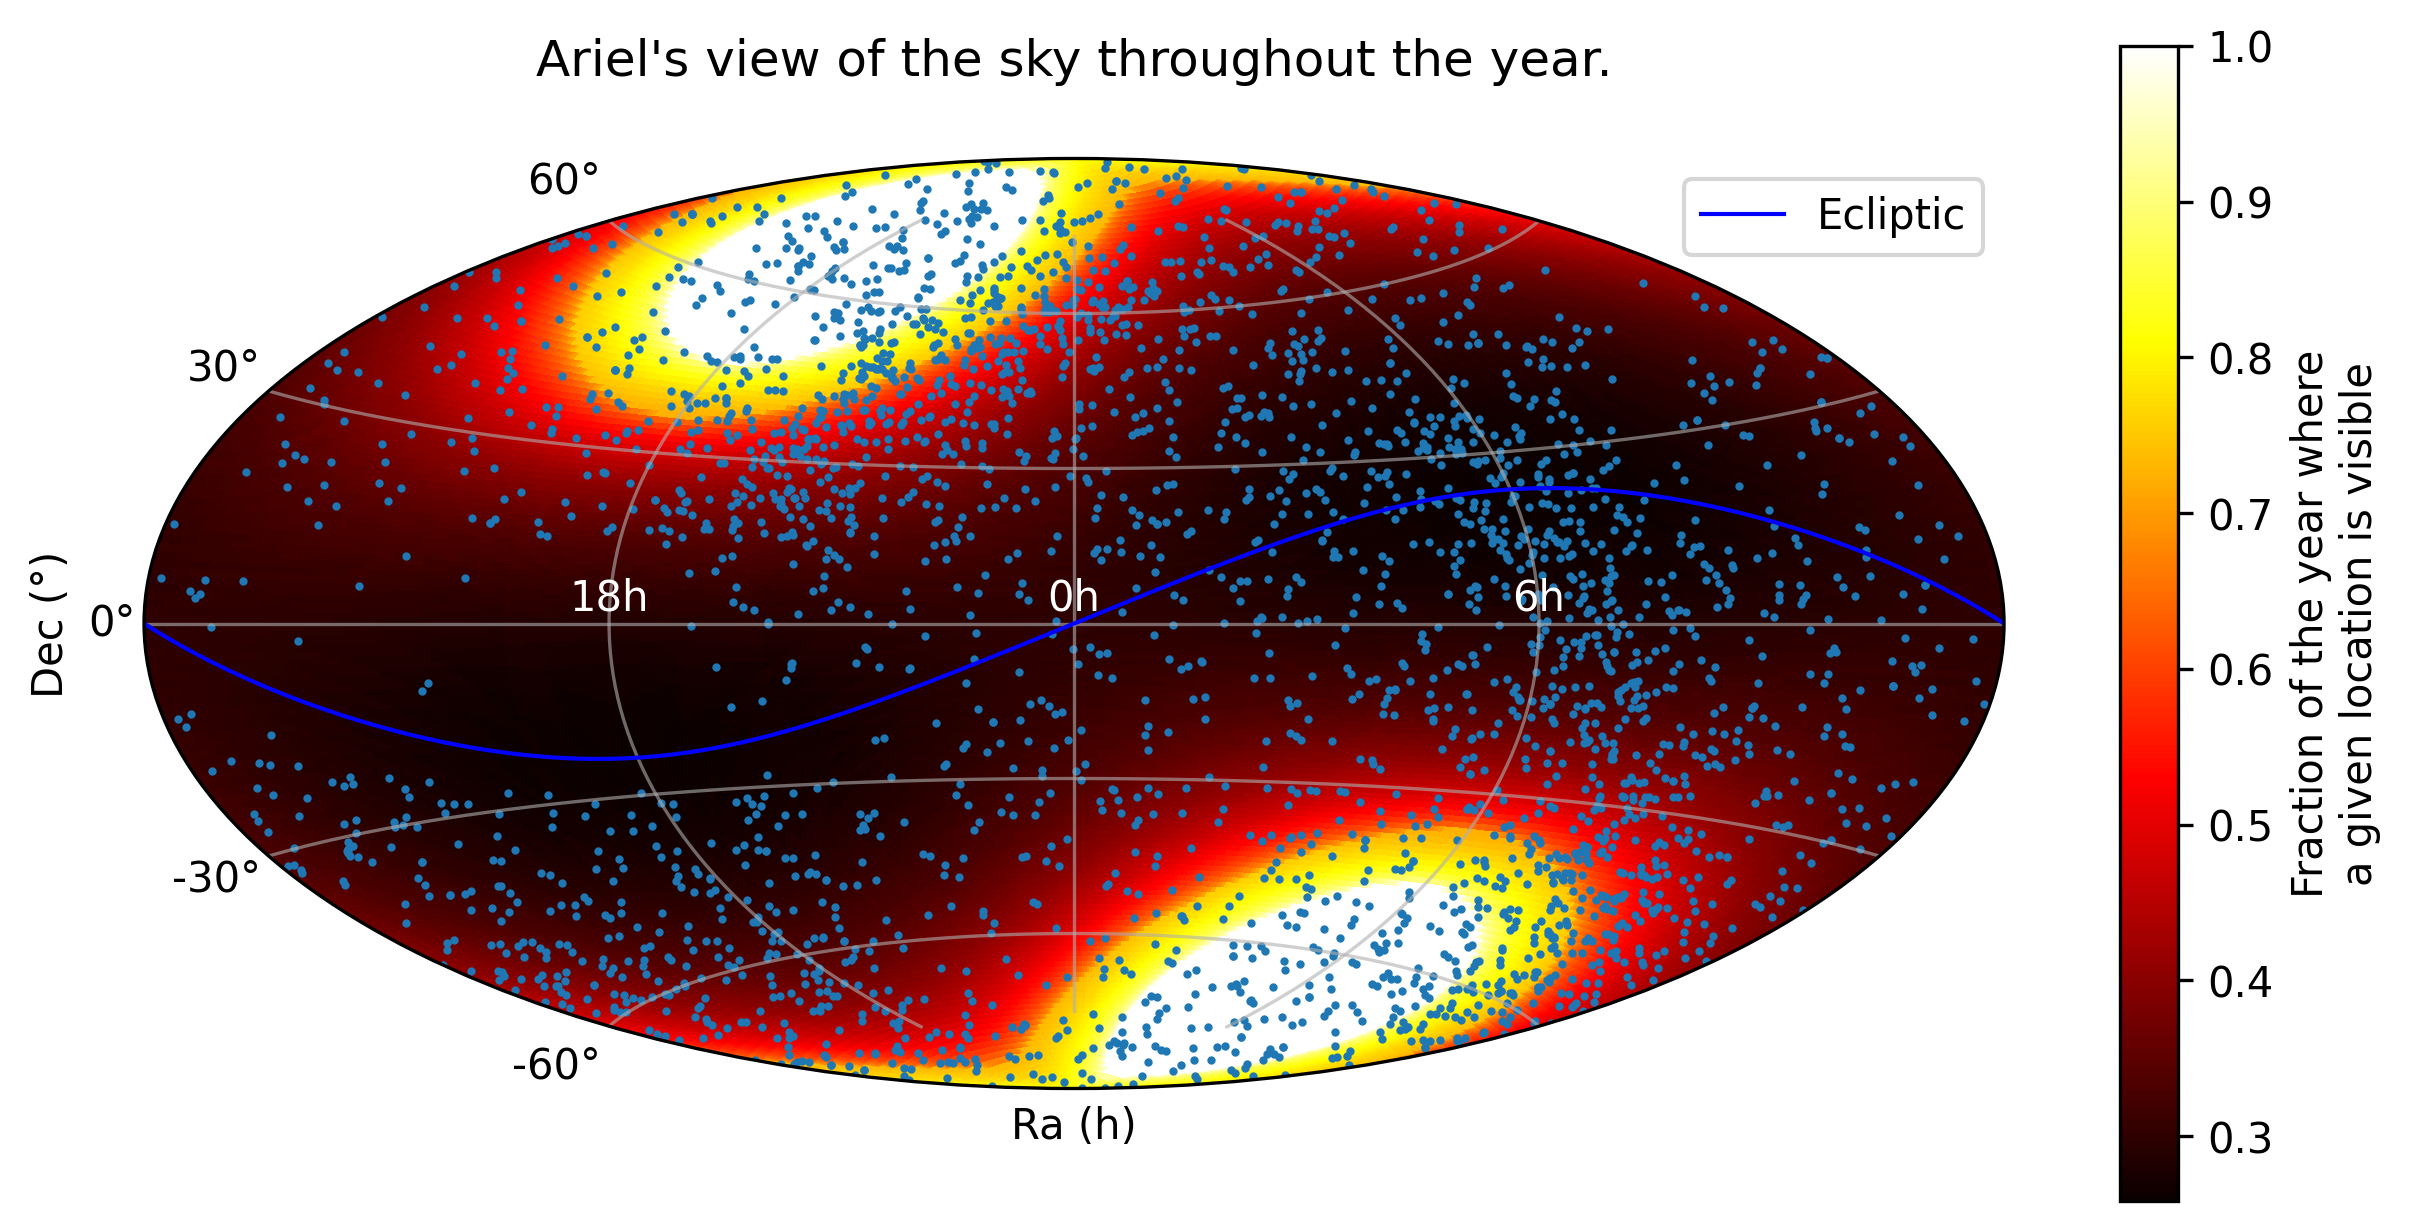 Ariel's view of the sky throughout the year.
60°
30°
0°
-30°
-60°
Dec (°)
18h
0h
6h
Ra (h)
Ecliptic
1.0
0.9
0.8
0.7
0.6
0.5
0.4
0.3
Fraction of the year where
a given location is visible